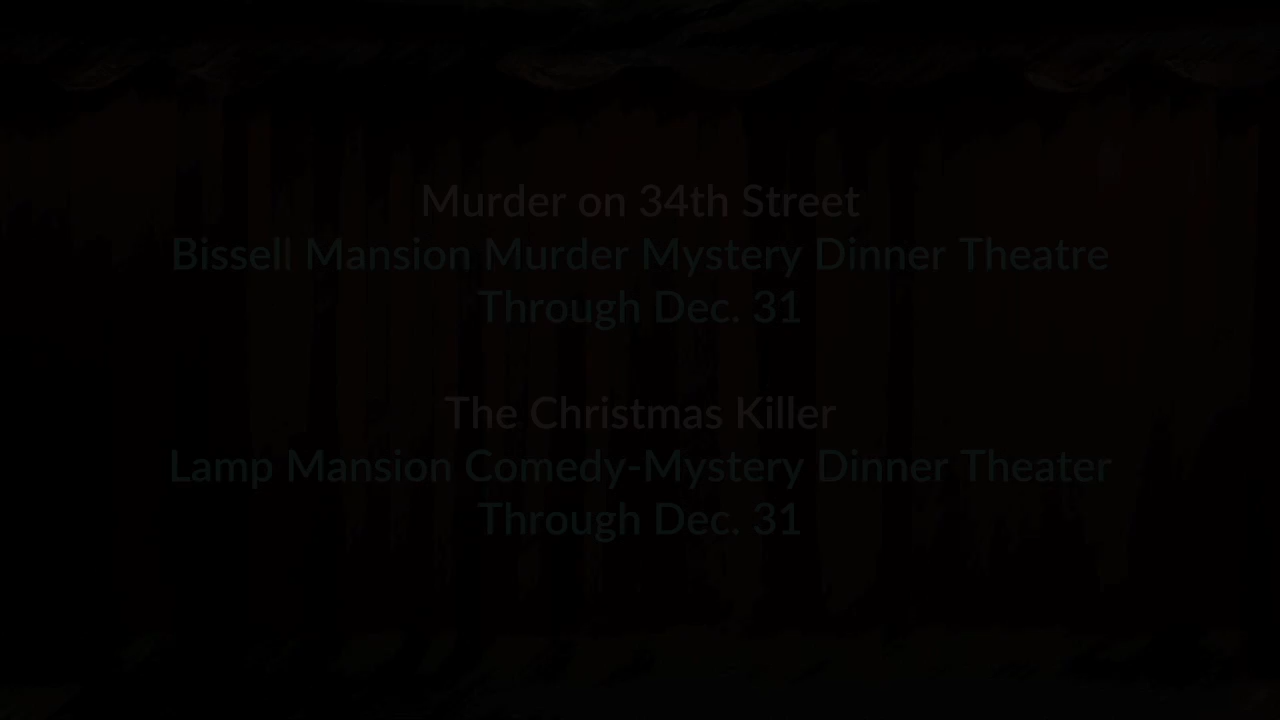 Murder on 34th Street
Bissell Mansion Murder Mystery Dinner Theatre
Through Dec. 31
The Christmas Killer
Lamp Mansion Comedy-Mystery Dinner Theater
Through Dec. 31